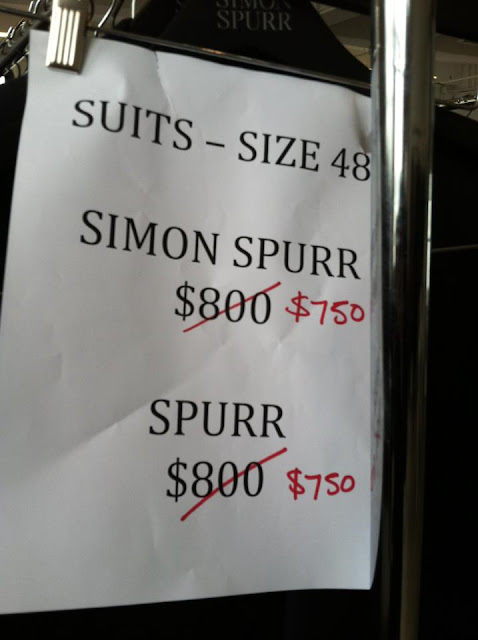 SIMON
SPURR
SUITS – SIZE 48
SIMON SPURR
$800 $750
SPURR
$800 $750